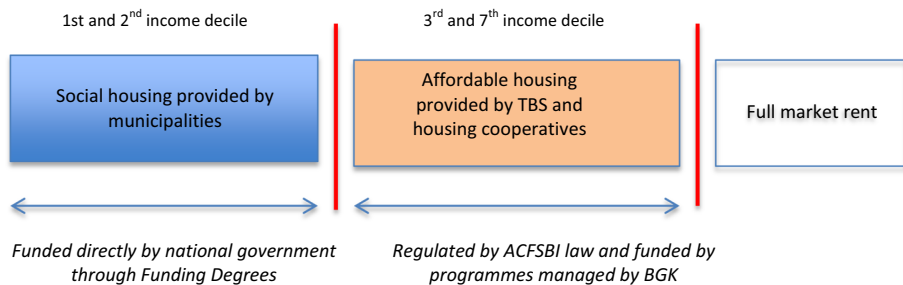 1st and 2nd income decile
3rd and 7th income decile
Social housing provided by
municipalities
Affordable housing
provided by TBS and
housing cooperatives
Full market rent
Funded directly by national government
through Funding Degrees
Regulated by ACFSBI law and funded by
programmes managed by BGK